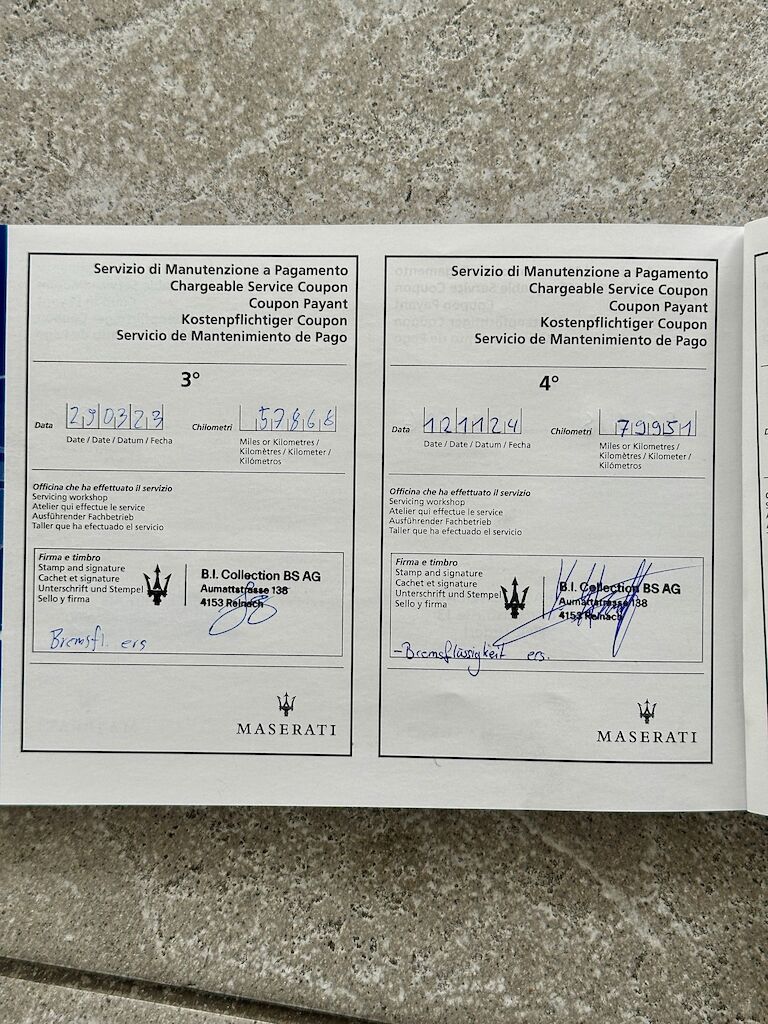 Servizio di Manutenzione a Pagamento
Chargeable Service Coupon
Coupon Payant
Kostenpflichtiger Coupon
Servicio de Mantenimiento de Pago
3°
Data 290323 Chilometri 57868
Date / Date / Datum / Fecha
Miles or Kilometres /
Kilomètres / Kilometer /
Kilómetros
Officina che ha effettuato il servizio
Servicing workshop
Atelier qui effectue le service
Ausführender Fachbetrieb
Taller que ha efectuado el servicio
Firma e timbro
Stamp and signature
Cachet et signature
Unterschrift und Stempel
Sello y firma
B.I. Collection BS AG
Aumattstrasse 138
4153 Reinach
Bremsfl. ers
MASERATI
Servizio di Manutenzione a Pagamento
Chargeable Service Coupon
Coupon Payant
Kostenpflichtiger Coupon
Servicio de Mantenimiento de Pago
4°
Data 121124 Chilometri 79951
Date / Date / Datum / Fecha
Miles or Kilometres /
Kilomètres / Kilometer /
Kilómetros
Officina che ha effettuato il servizio
Servicing workshop
Atelier qui effectue le service
Ausführender Fachbetrieb
Taller que ha efectuado el servicio
Firma e timbro
Stamp and signature
Cachet et signature
Unterschrift und Stempel
Sello y firma
B.I. Collection BS AG
Aumattstrasse 138
4153 Reinach
-Bremsflüssigkeit ers.
MASERATI